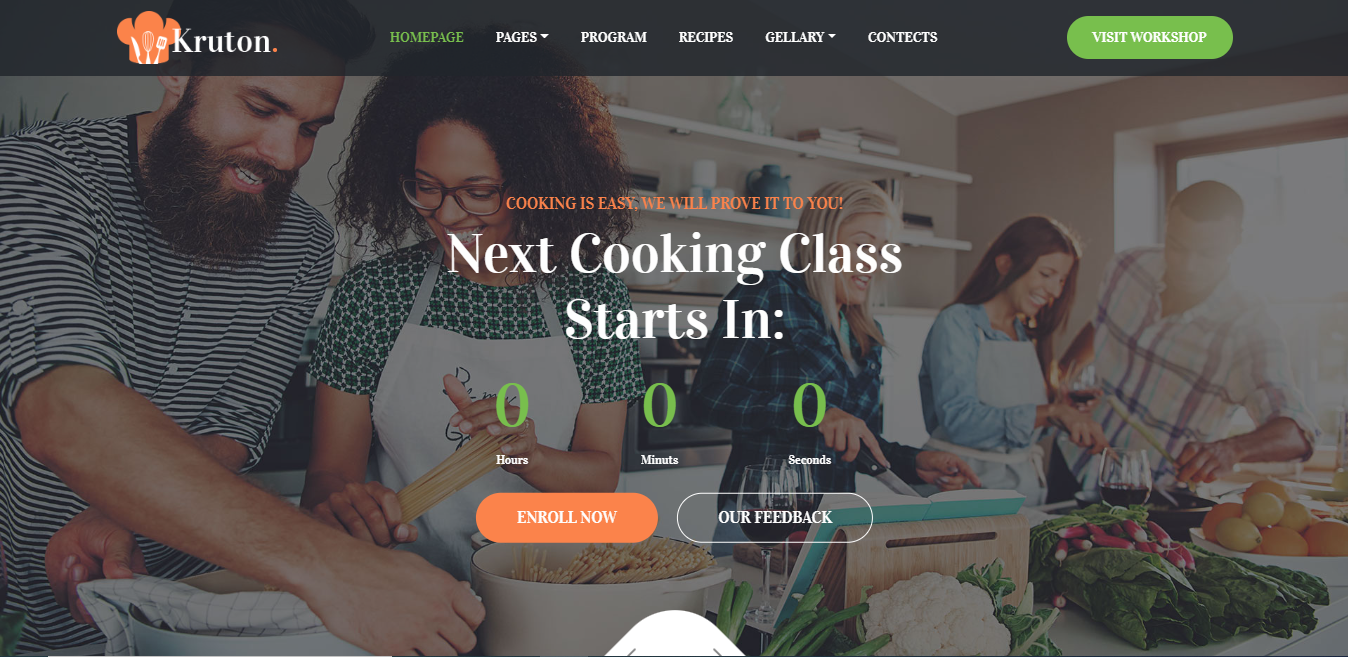 Kruton.
HOMEPAGE PAGES PROGRAM RECIPES GELLARY CONTACTS
VISIT WORKSHOP
COOKING IS EASY, WE WILL PROVE IT TO YOU!
Next Cooking Class
Starts In:
0 0 0
Hours Minuts Seconds
ENROLL NOW OUR FEEDBACK